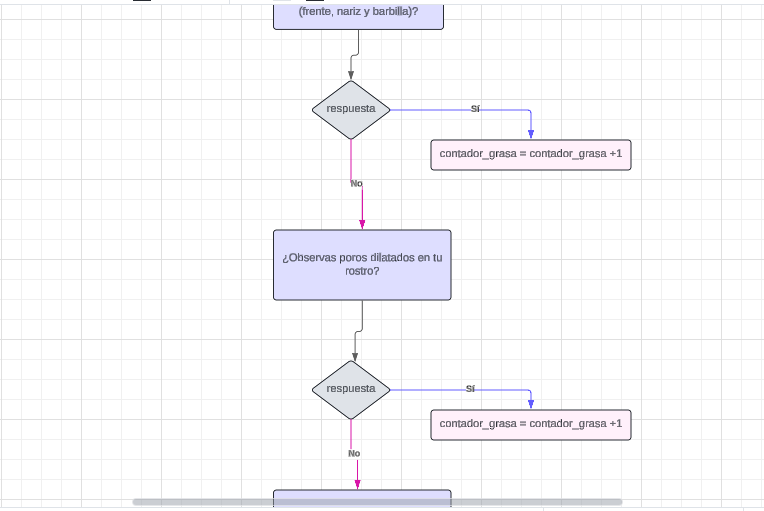 (frente, nariz y barbilla)?
respuesta
Sí
contador_grasa = contador_grasa +1
No
¿Observas poros dilatados en tu
rostro?
respuesta
Sí
contador_grasa = contador_grasa +1
No